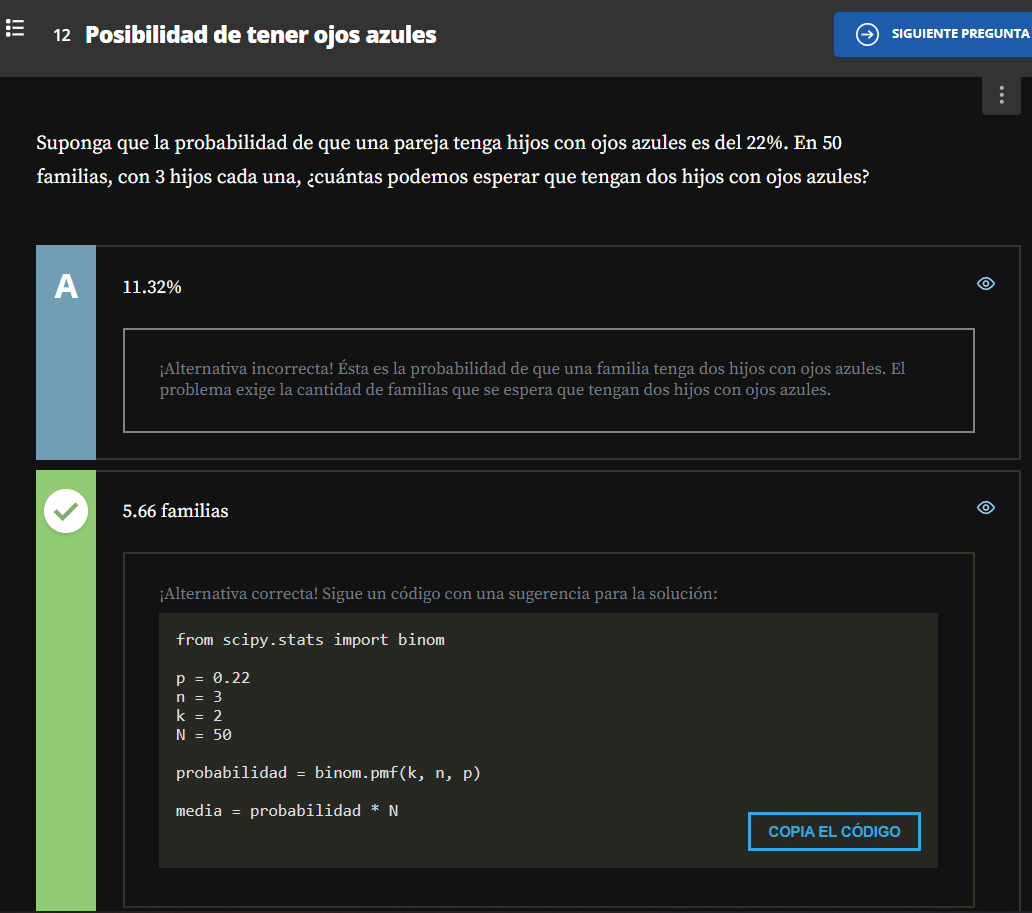 12 Posibilidad de tener ojos azules
SIGUIENTE PREGUNTA
Suponga que la probabilidad de que una pareja tenga hijos con ojos azules es del 22%. En 50
familias, con 3 hijos cada una, ¿cuántas podemos esperar que tengan dos hijos con ojos azules?
A
11.32%
¡Alternativa incorrecta! Ésta es la probabilidad de que una familia tenga dos hijos con ojos azules. El
problema exige la cantidad de familias que se espera que tengan dos hijos con ojos azules.
5.66 familias
¡Alternativa correcta! Sigue un código con una sugerencia para la solución:
from scipy.stats import binom
p = 0.22
n = 3
k = 2
N = 50
probabilidad = binom.pmf(k, n, p)
media = probabilidad * N
COPIA EL CÓDIGO